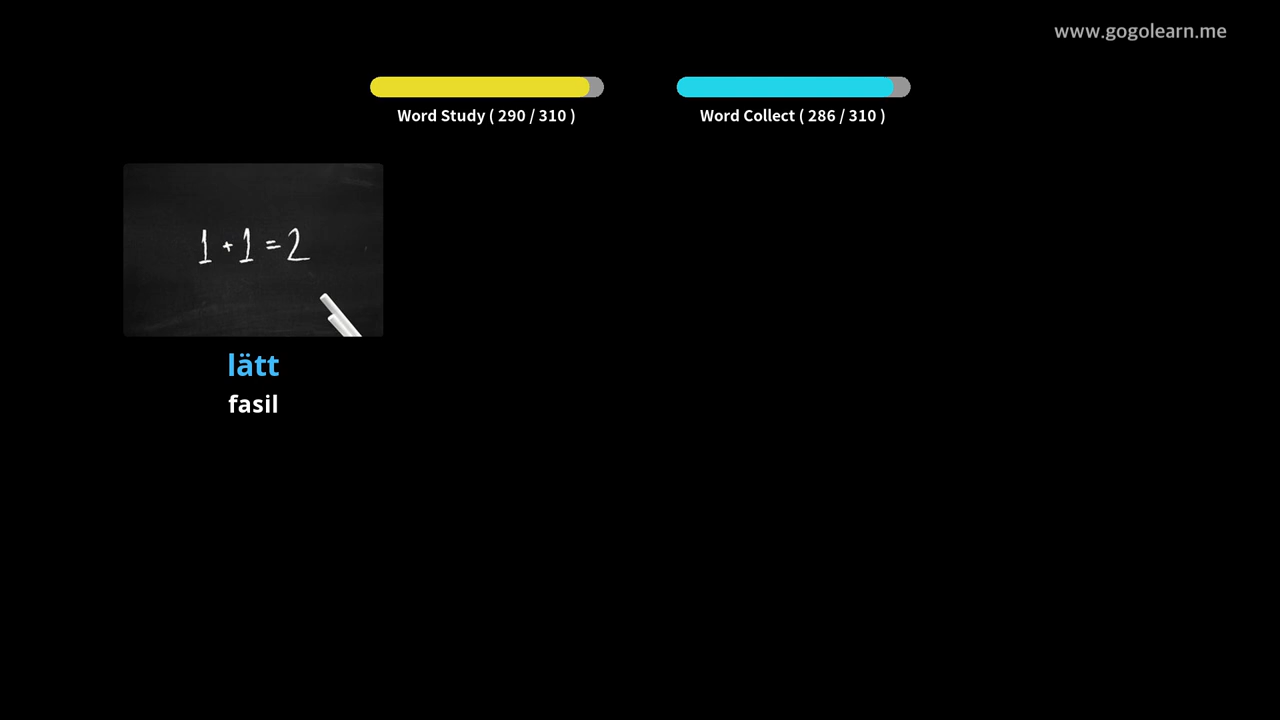 www.gogolearn.me
Word Study ( 290 / 310 )
Word Collect ( 286 / 310 )
1 + 1 = 2
lätt
fasil